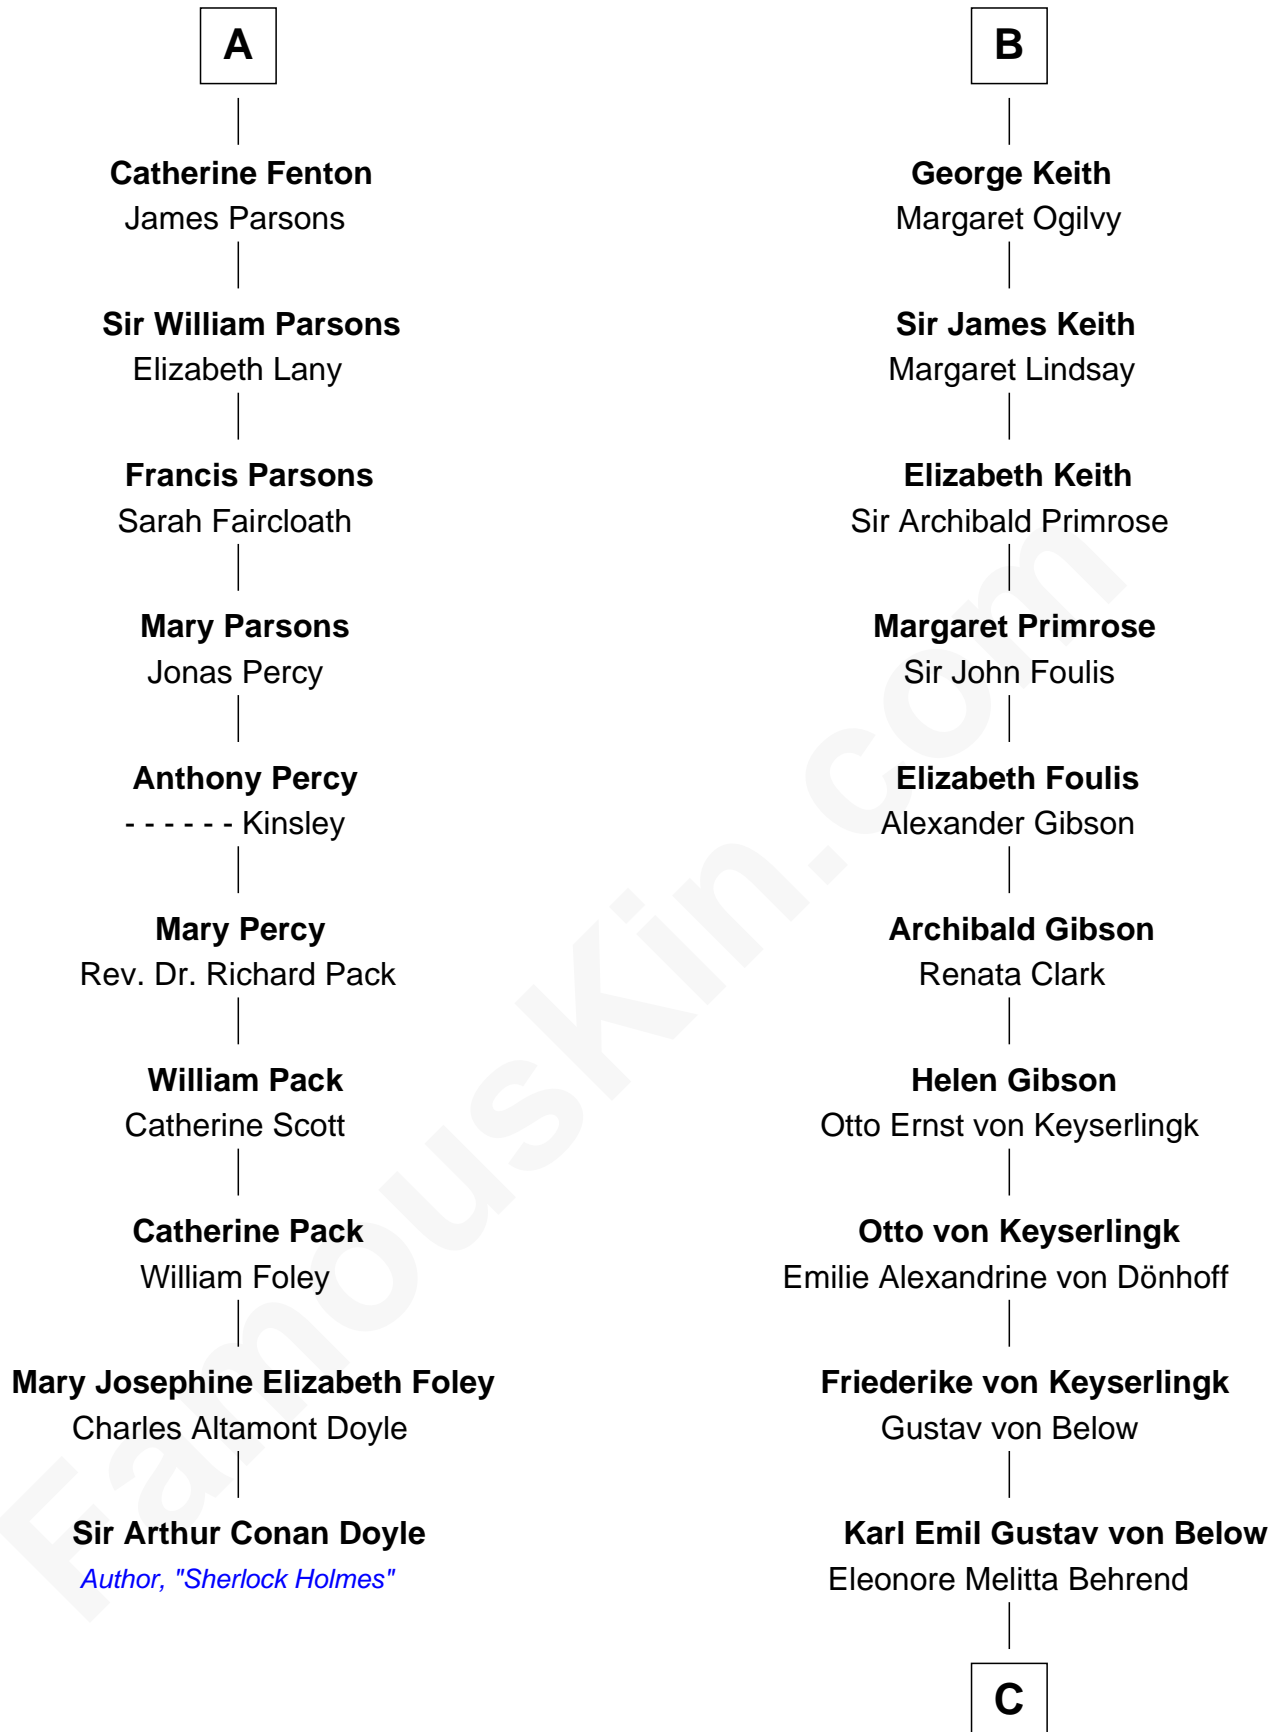 A
Catherine Fenton
James Parsons
Sir William Parsons
Elizabeth Lany
Francis Parsons
Sarah Faircloath
Mary Parsons
Jonas Percy
Anthony Percy
- - - - - - Kinsley
Mary Percy
Rev. Dr. Richard Pack
William Pack
Catherine Scott
Catherine Pack
William Foley
Mary Josephine Elizabeth Foley
Charles Altamont Doyle
Sir Arthur Conan Doyle
Author, "Sherlock Holmes"
B
George Keith
Margaret Ogilvy
Sir James Keith
Margaret Lindsay
Elizabeth Keith
Sir Archibald Primrose
Margaret Primrose
Sir John Foulis
Elizabeth Foulis
Alexander Gibson
Archibald Gibson
Renata Clark
Helen Gibson
Otto Ernst von Keyserlingk
Otto von Keyserlingk
Emilie Alexandrine von Dönhoff
Friederike von Keyserlingk
Gustav von Below
Karl Emil Gustav von Below
Eleonore Melitta Behrend
C
FamousKin.com